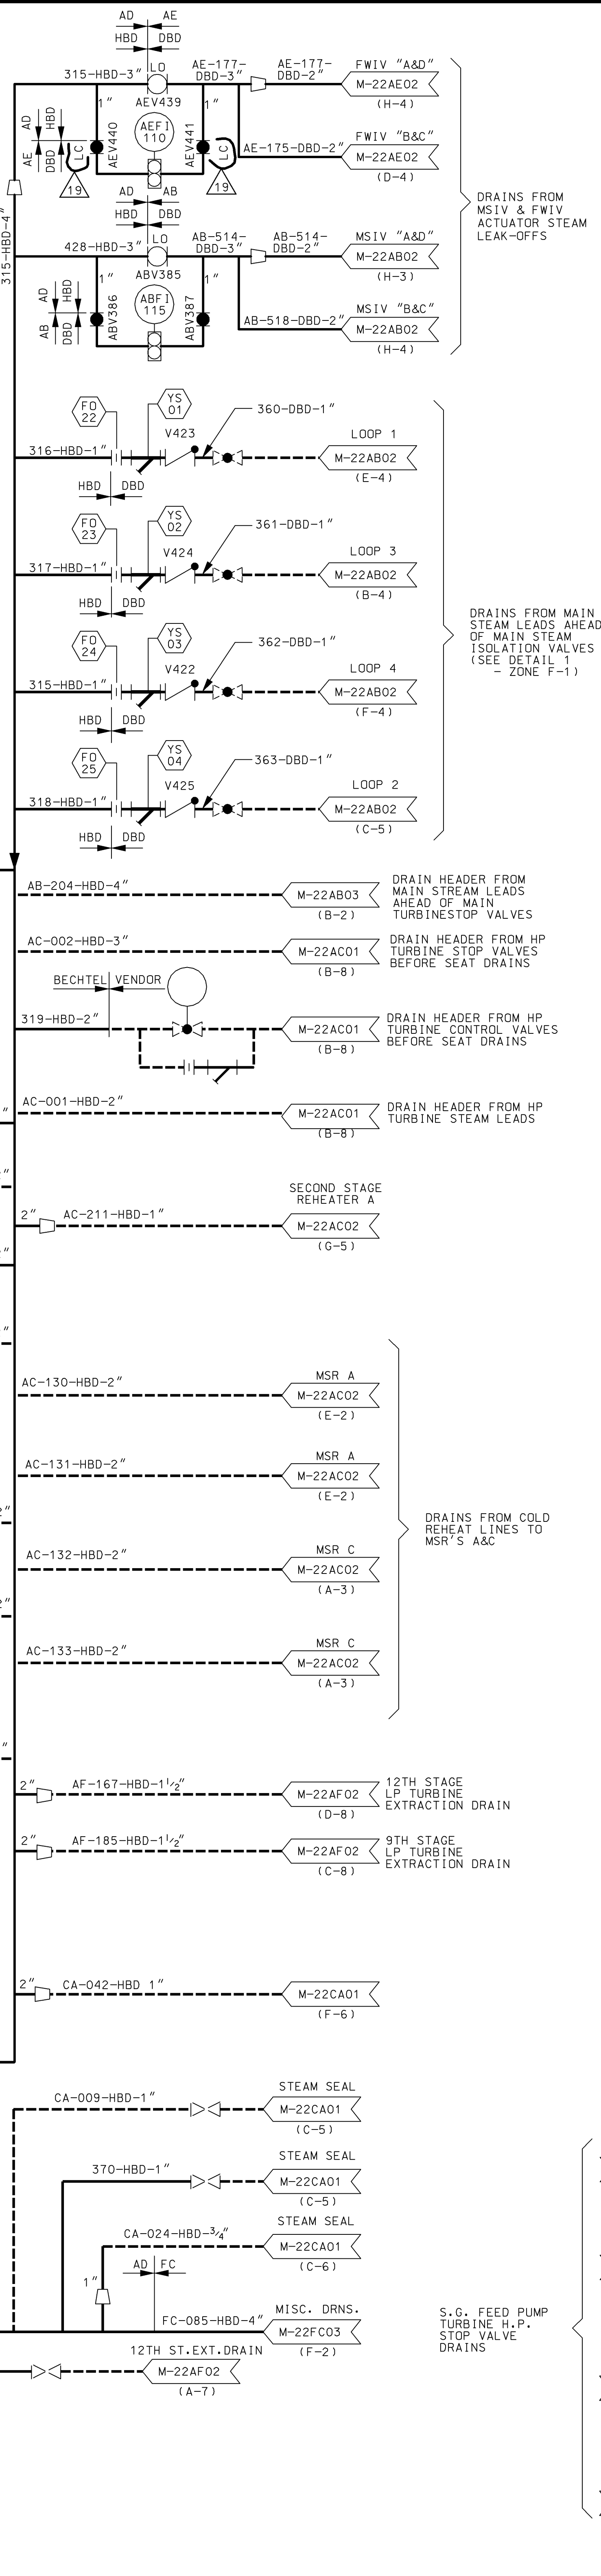 AD AE
HBD DBD
315-HBD-3"
LO
AEV439
AE-177-
DBD-3"
AE-177-
DBD-2"
FWIV "A&D"
M-22AE02
(H-4)
1"
1"
AD HBD
AE DBD
LC
AEV440
AEFI
110
AEV441
LC
19
19
FWIV "B&C"
AE-175-DBD-2"
M-22AE02
(D-4)
DRAINS FROM
MSIV & FWIV
ACTUATOR STEAM
LEAK-OFFS
315-HBD-4"
AD AB
HBD DBD
428-HBD-3"
LO
ABV385
AB-514-
DBD-3"
AB-514-
DBD-2"
MSIV "A&D"
M-22AB02
(H-3)
1"
1"
AD HBD
AB DBD
ABV386
ABFI
115
ABV387
MSIV "B&C"
AB-518-DBD-2"
M-22AB02
(H-4)
FO
22
YS
01
V423
360-DBD-1"
LOOP 1
316-HBD-1"
M-22AB02
(E-4)
HBD DBD
FO
23
YS
02
V424
361-DBD-1"
LOOP 3
317-HBD-1"
M-22AB02
(B-4)
HBD DBD
DRAINS FROM MAIN
STEAM LEADS AHEAD
OF MAIN STEAM
ISOLATION VALVES
(SEE DETAIL 1
- ZONE F-1)
FO
24
YS
03
V422
362-DBD-1"
LOOP 4
315-HBD-1"
M-22AB02
(F-4)
HBD DBD
FO
25
YS
04
V425
363-DBD-1"
LOOP 2
318-HBD-1"
M-22AB02
(C-5)
HBD DBD
AB-204-HBD-4"
M-22AB03
(B-2)
DRAIN HEADER FROM
MAIN STREAM LEADS
AHEAD OF MAIN
TURBINESTOP VALVES
AC-002-HBD-3"
M-22AC01
(B-8)
DRAIN HEADER FROM HP
TURBINE STOP VALVES
BEFORE SEAT DRAINS
BECHTEL VENDOR
319-HBD-2"
M-22AC01
(B-8)
DRAIN HEADER FROM HP
TURBINE CONTROL VALVES
BEFORE SEAT DRAINS
AC-001-HBD-2"
M-22AC01
(B-8)
DRAIN HEADER FROM HP
TURBINE STEAM LEADS
SECOND STAGE
REHEATER A
2"
AC-211-HBD-1"
M-22AC02
(G-5)
MSR A
AC-130-HBD-2"
M-22AC02
(E-2)
MSR A
AC-131-HBD-2"
M-22AC02
(E-2)
DRAINS FROM COLD
REHEAT LINES TO
MSR'S A&C
MSR C
AC-132-HBD-2"
M-22AC02
(A-3)
MSR C
AC-133-HBD-2"
M-22AC02
(A-3)
2"
AF-167-HBD-1½"
M-22AF02
(D-8)
12TH STAGE
LP TURBINE
EXTRACTION DRAIN
2"
AF-185-HBD-1½"
M-22AF02
(C-8)
9TH STAGE
LP TURBINE
EXTRACTION DRAIN
2"
CA-042-HBD 1"
M-22CA01
(F-6)
STEAM SEAL
CA-009-HBD-1"
M-22CA01
(C-5)
STEAM SEAL
370-HBD-1"
M-22CA01
(C-5)
STEAM SEAL
CA-024-HBD-¾"
M-22CA01
(C-6)
AD FC
1"
MISC. DRNS.
FC-085-HBD-4"
M-22FC03
(F-2)
12TH ST.EXT.DRAIN
M-22AF02
(A-7)
S.G. FEED PUMP
TURBINE H.P.
STOP VALVE
DRAINS